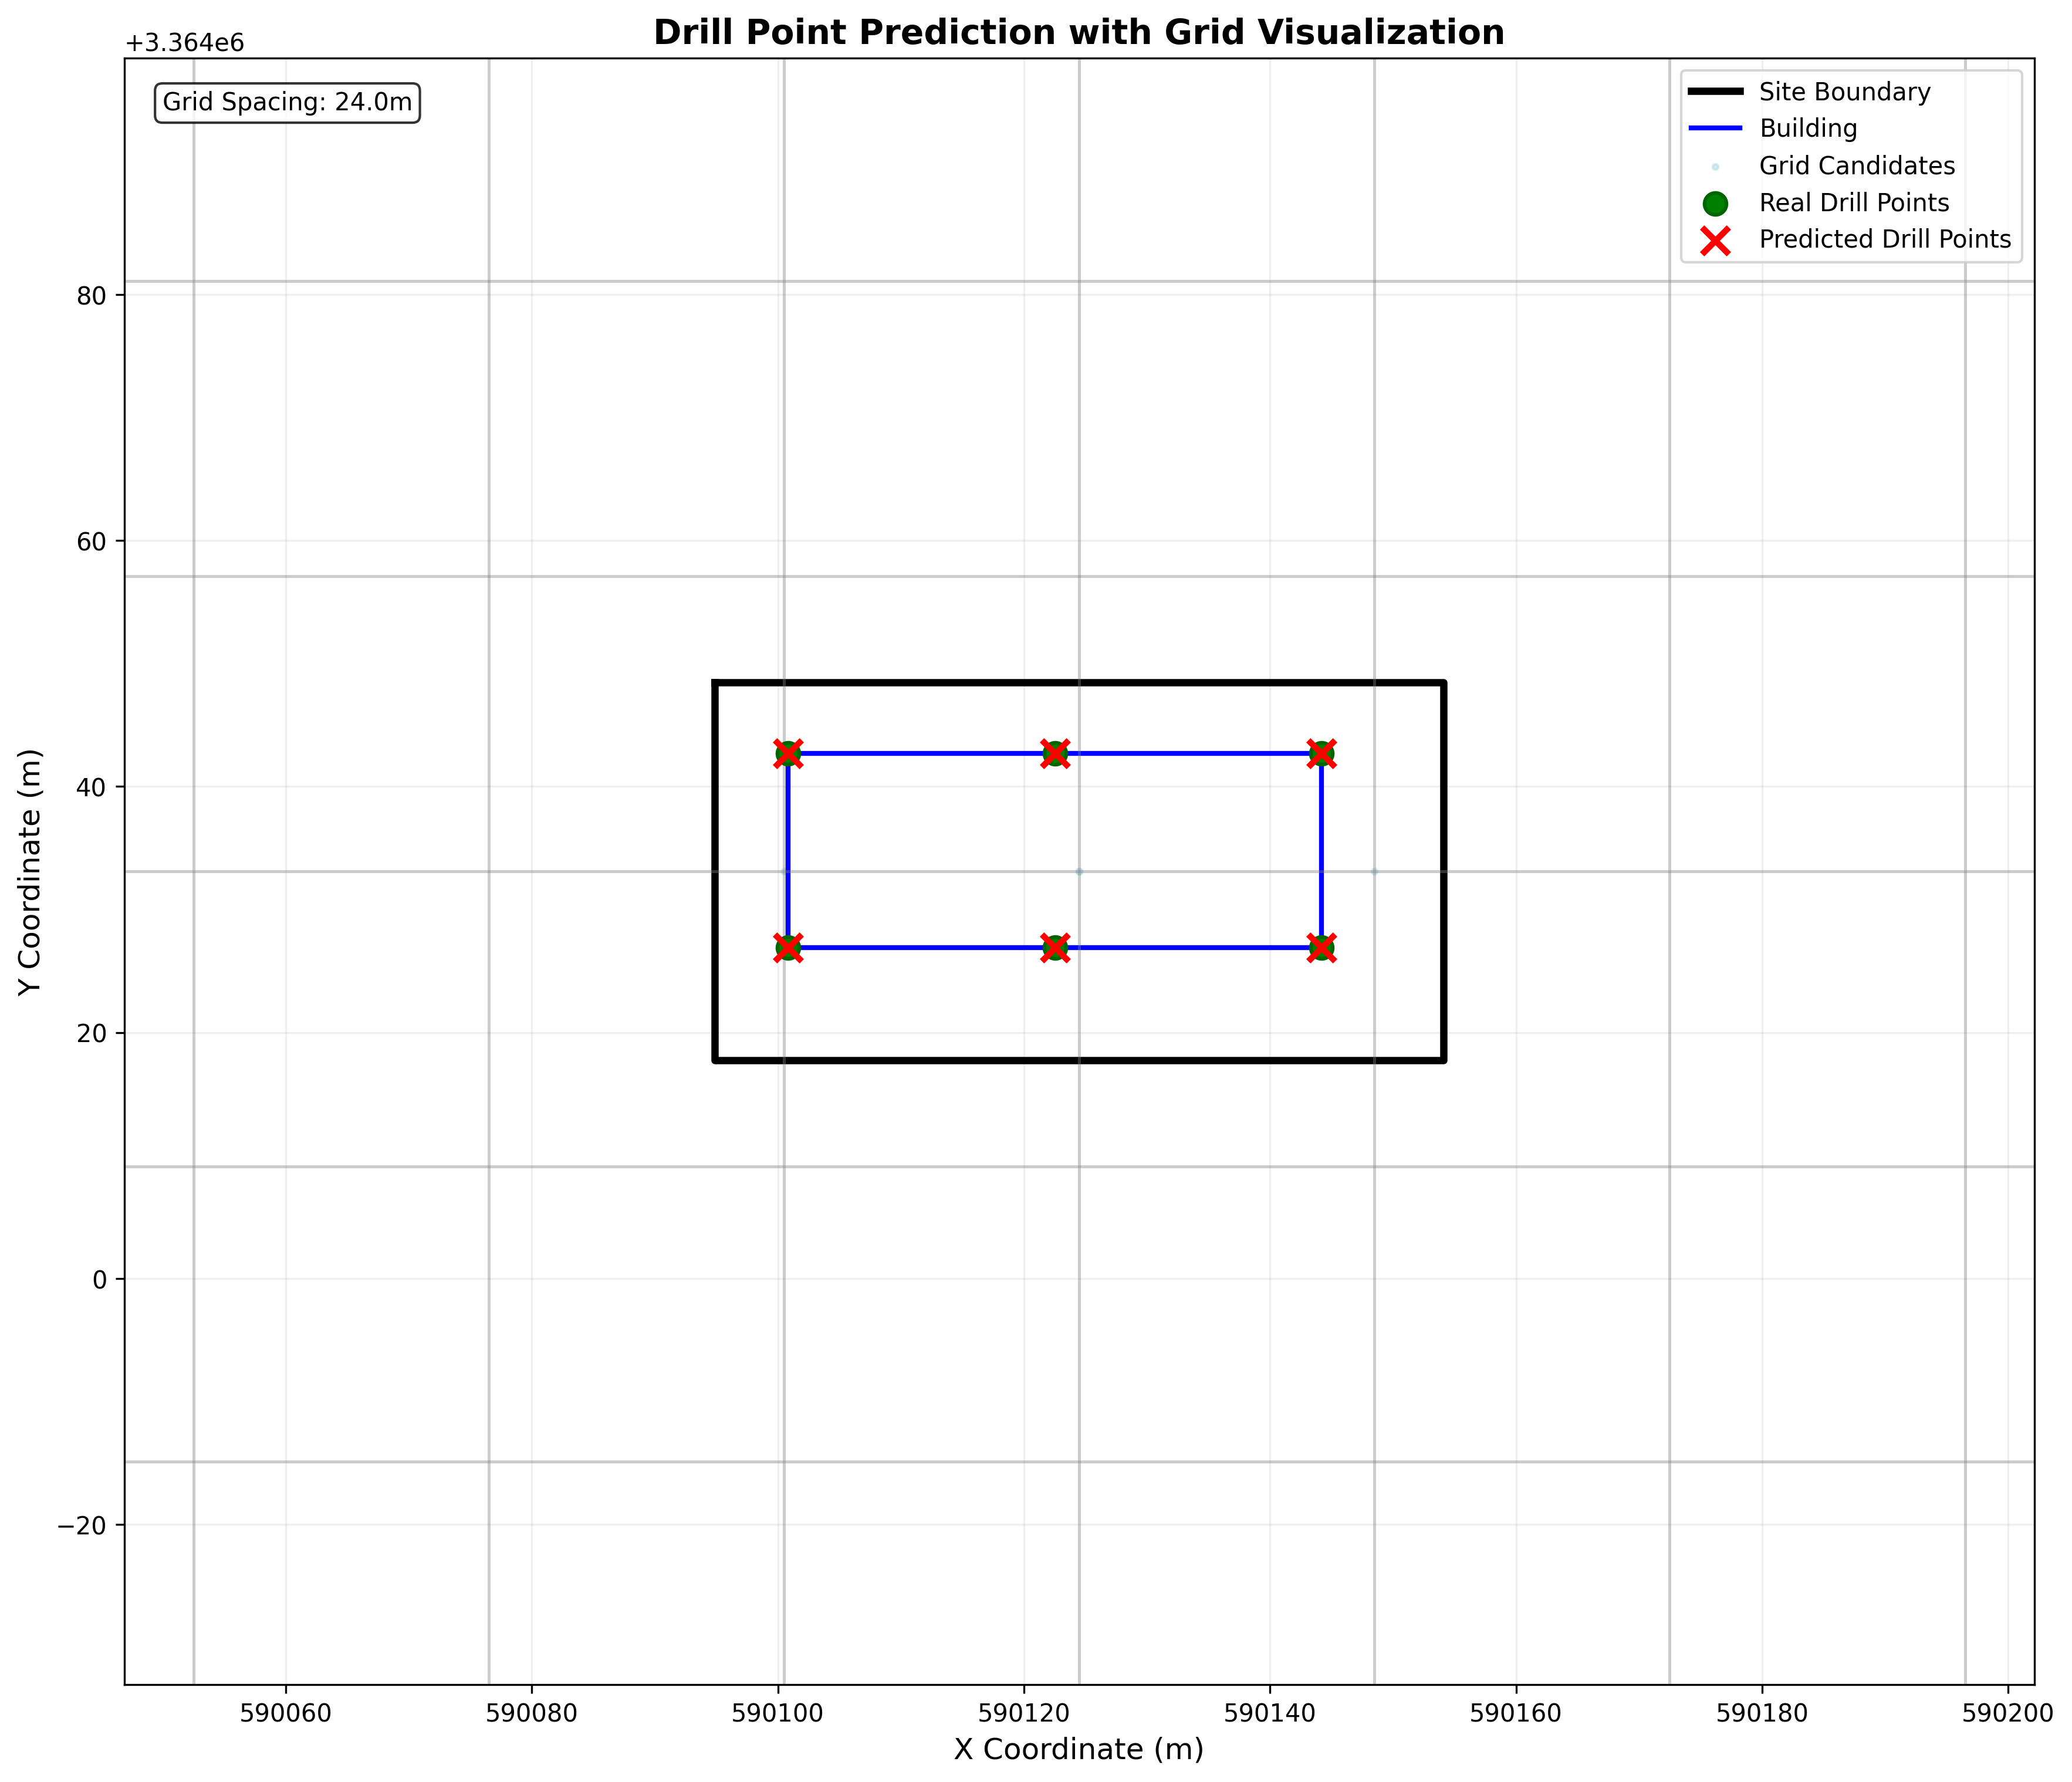 Drill Point Prediction with Grid Visualization
+3.364e6
Grid Spacing: 24.0m
Site Boundary
Building
Grid Candidates
Real Drill Points
Predicted Drill Points
80
60
40
20
0
−20
Y Coordinate (m)
590060 590080 590100 590120 590140 590160 590180 590200
X Coordinate (m)